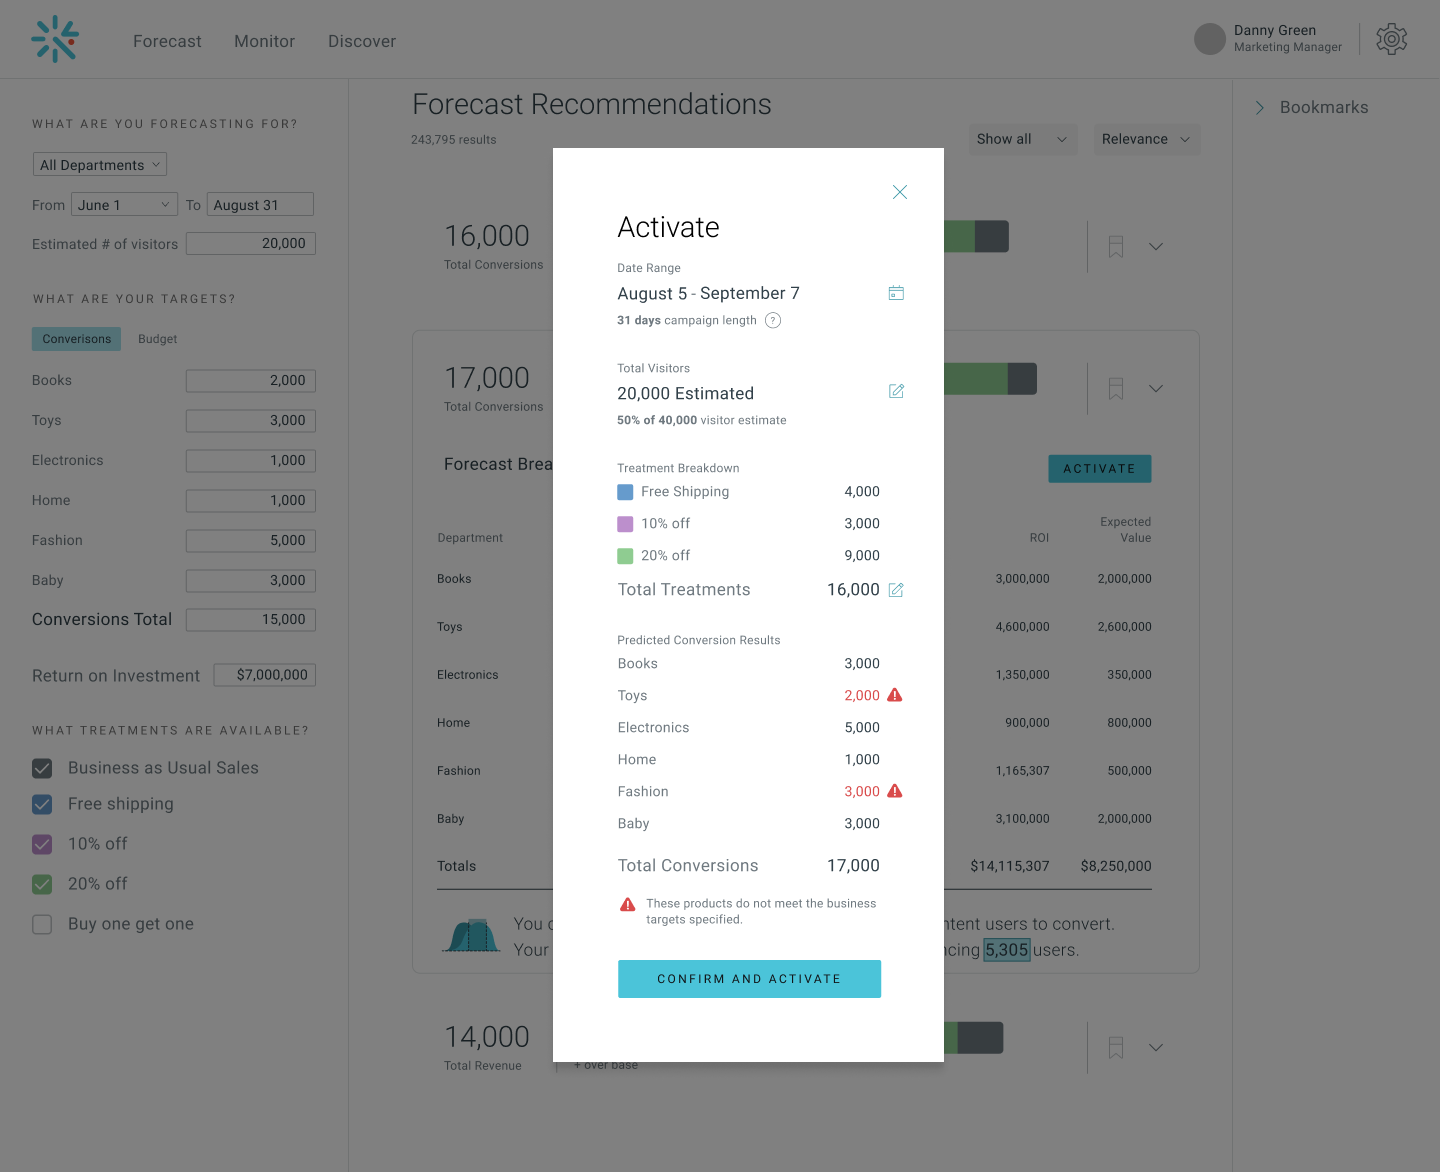 Forecast
Monitor
Discover
Danny Green
Marketing Manager
WHAT ARE YOU FORECASTING FOR?
All Departments
From June 1 To August 31
Estimated # of visitors 20,000
WHAT ARE YOUR TARGETS?
Converisons Budget
Books 2,000
Toys 3,000
Electronics 1,000
Home 1,000
Fashion 5,000
Baby 3,000
Conversions Total 15,000
Return on Investment $7,000,000
WHAT TREATMENTS ARE AVAILABLE?
Business as Usual Sales
Free shipping
10% off
20% off
Buy one get one
Forecast Recommendations
243,795 results
Show all
Relevance
Bookmarks
16,000
Total Conversions
17,000
Total Conversions
Forecast Brea
ACTIVATE
Department ROI Expected Value
Books 3,000,000 2,000,000
Toys 4,600,000 2,600,000
Electronics 1,350,000 350,000
Home 900,000 800,000
Fashion 1,165,307 500,000
Baby 3,100,000 2,000,000
Totals $14,115,307 $8,250,000
You
users to convert.
Your
5,305 users.
14,000
Total Revenue
+ over base
Activate
Date Range
August 5 - September 7
31 days campaign length ?
Total Visitors
20,000 Estimated
50% of 40,000 visitor estimate
Treatment Breakdown
Free Shipping 4,000
10% off 3,000
20% off 9,000
Total Treatments 16,000
Predicted Conversion Results
Books 3,000
Toys 2,000
Electronics 5,000
Home 1,000
Fashion 3,000
Baby 3,000
Total Conversions 17,000
These products do not meet the business
targets specified.
CONFIRM AND ACTIVATE